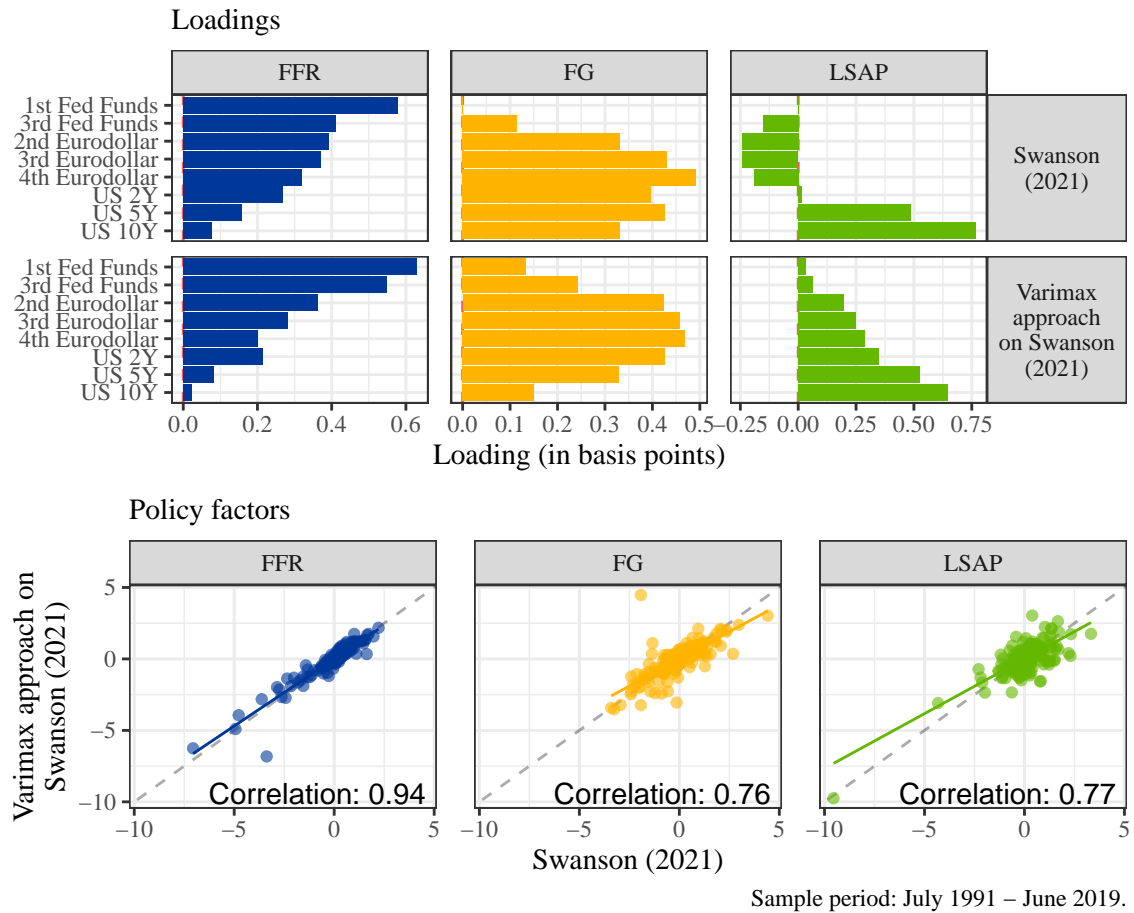 Loadings
FFR
FG
LSAP
1st Fed Funds
3rd Fed Funds
2nd Eurodollar
3rd Eurodollar
4th Eurodollar
US 2Y
US 5Y
US 10Y
Swanson
(2021)
1st Fed Funds
3rd Fed Funds
2nd Eurodollar
3rd Eurodollar
4th Eurodollar
US 2Y
US 5Y
US 10Y
Varimax
approach
on Swanson
(2021)
0.0 0.2 0.4 0.6
0.0 0.1 0.2 0.3 0.4 0.5
−0.25 0.00 0.25 0.50 0.75
Loading (in basis points)
Policy factors
FFR
FG
LSAP
Varimax approach on
Swanson (2021)
5
0
−5
−10
Correlation: 0.94
Correlation: 0.76
Correlation: 0.77
−10 −5 0 5
−10 −5 0 5
−10 −5 0 5
Swanson (2021)
Sample period: July 1991 – June 2019.